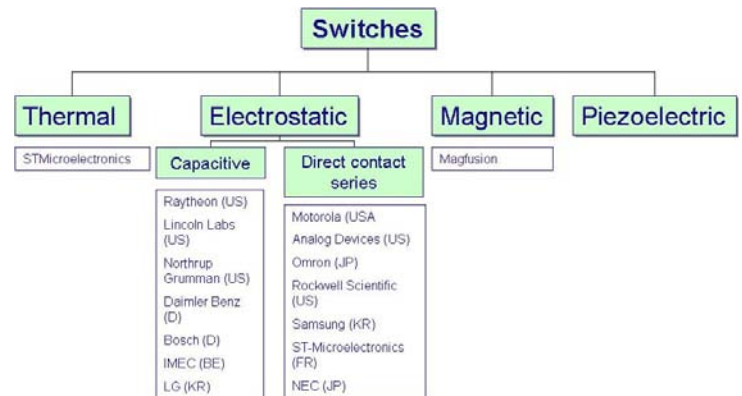 Switches
Thermal
Electrostatic
Magnetic
Piezoelectric
STMicroelectronics
Capacitive
Direct contact
series
Magfusion
Raytheon (US)
Lincoln Labs
(US)
Northrup
Grumman (US)
Daimler Benz
(D)
Bosch (D)
IMEC (BE)
LG (KR)
Motorola (USA
Analog Devices (US)
Omron (JP)
Rockwell Scientific
(US)
Samsung (KR)
ST-Microelectronics
(FR)
NEC (JP)